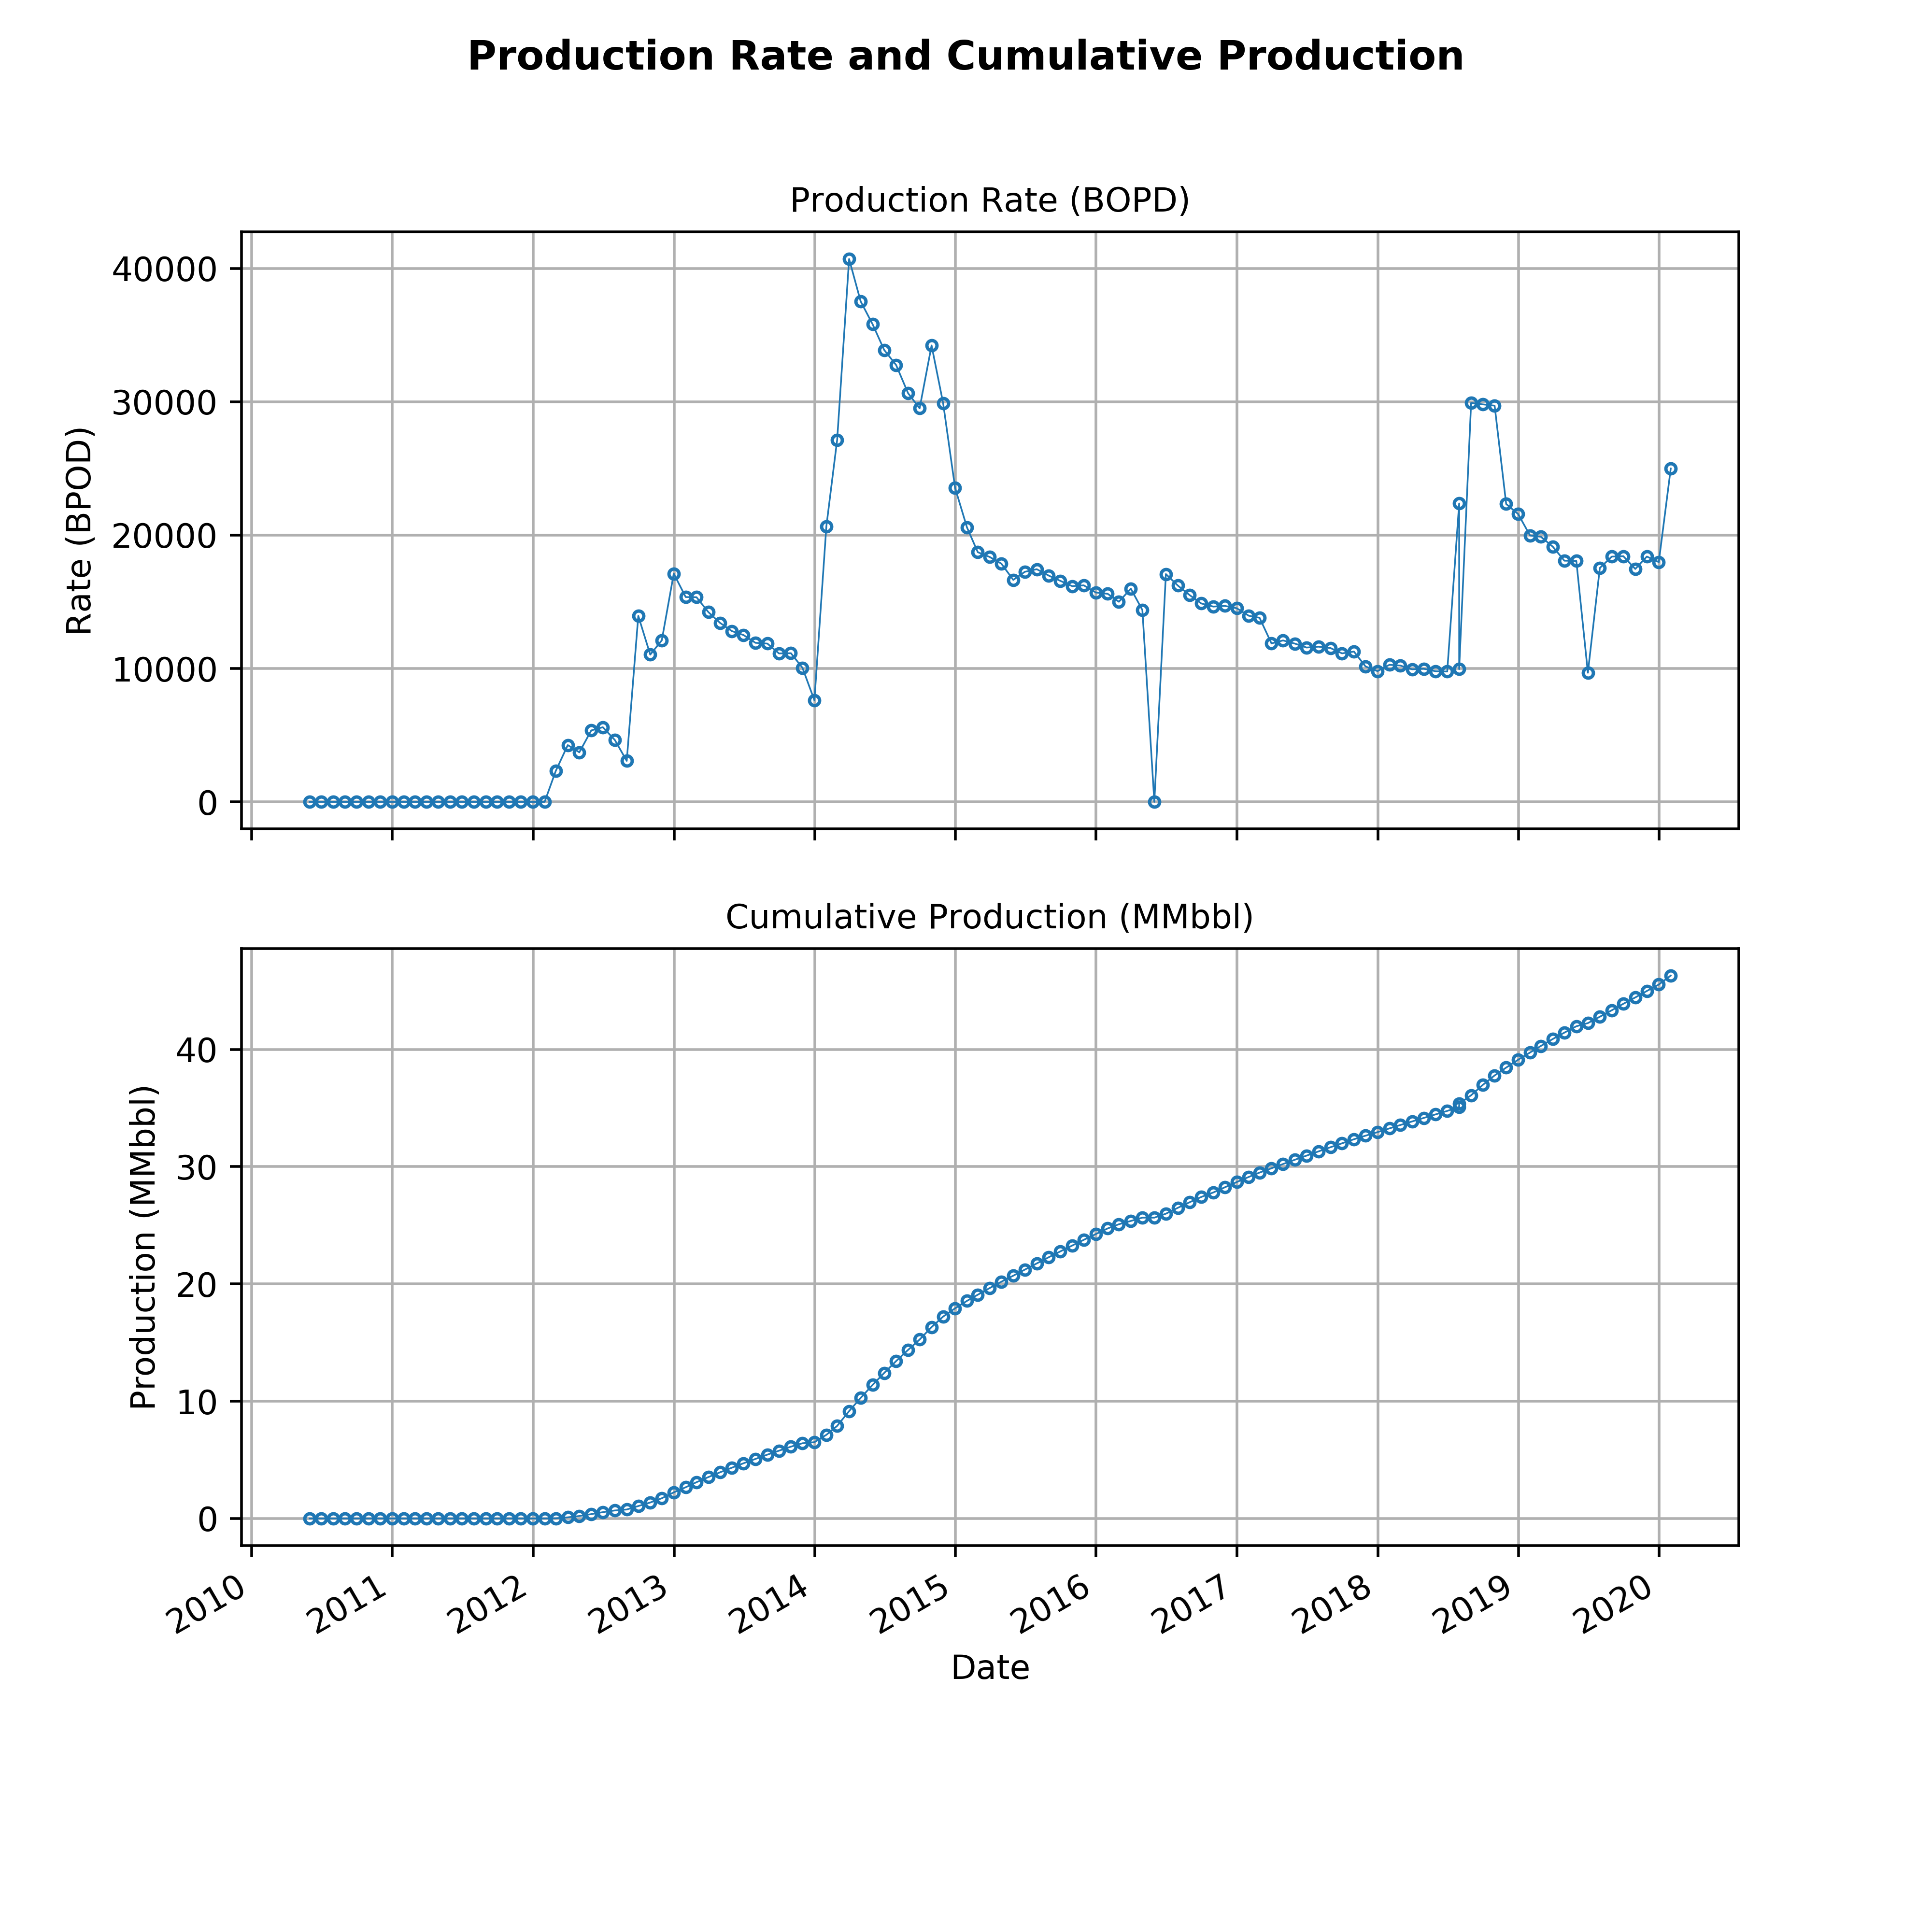 Production Rate and Cumulative Production
Production Rate (BOPD)
40000
30000
20000
10000
0
Rate (BPOD)
Cumulative Production (MMbbl)
40
30
20
10
0
Production (MMbbl)
2010 2011 2012 2013 2014 2015 2016 2017 2018 2019 2020
Date